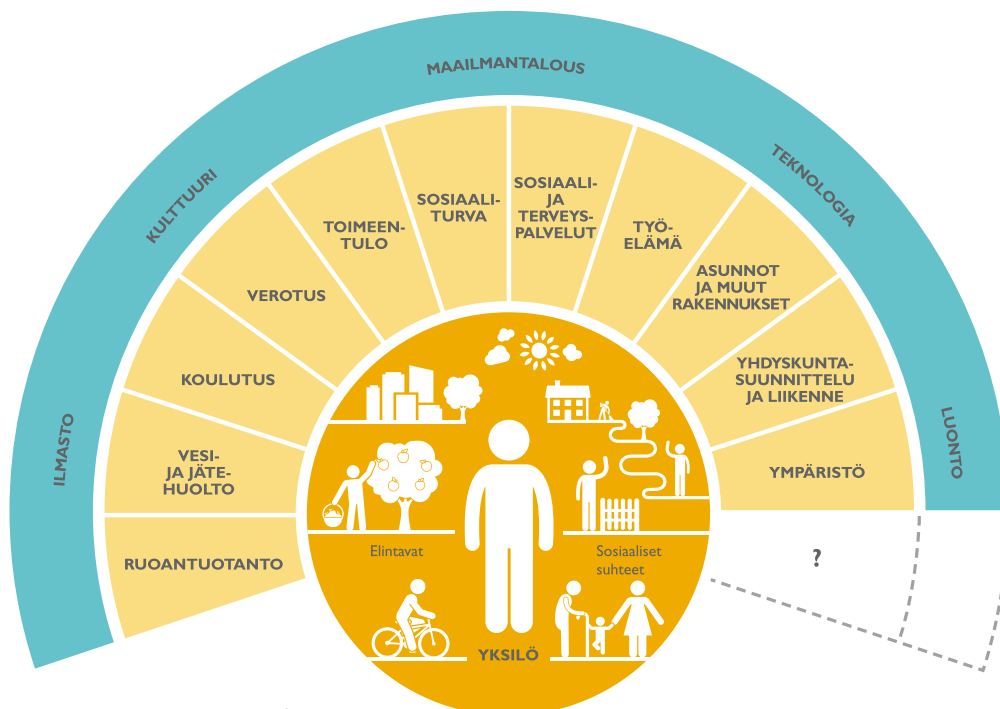 MAAILMANTALOUS
KULTTUURI
TEKNOLOGIA
ILMASTO
LUONTO
RUOANTUOTANTO
VESI-
JA JÄTE-
HUOLTO
KOULUTUS
VEROTUS
TOIMEEN-
TULO
SOSIAALI-
TURVA
SOSIAALI-
JA
TERVEYS-
PALVELUT
TYÖ-
ELÄMÄ
ASUNNOT
JA MUUT
RAKENNUKSET
YHDYSKUNTA-
SUUNNITTELU
JA LIIKENNE
YMPÄRISTÖ
?
Elintavat
Sosiaaliset
suhteet
YKSILÖ